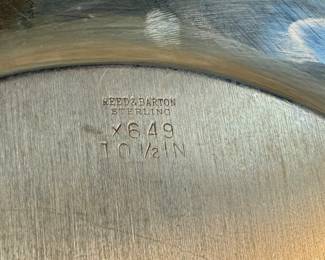 REED & BARTON
STERLING
X649
10 1/2 IN